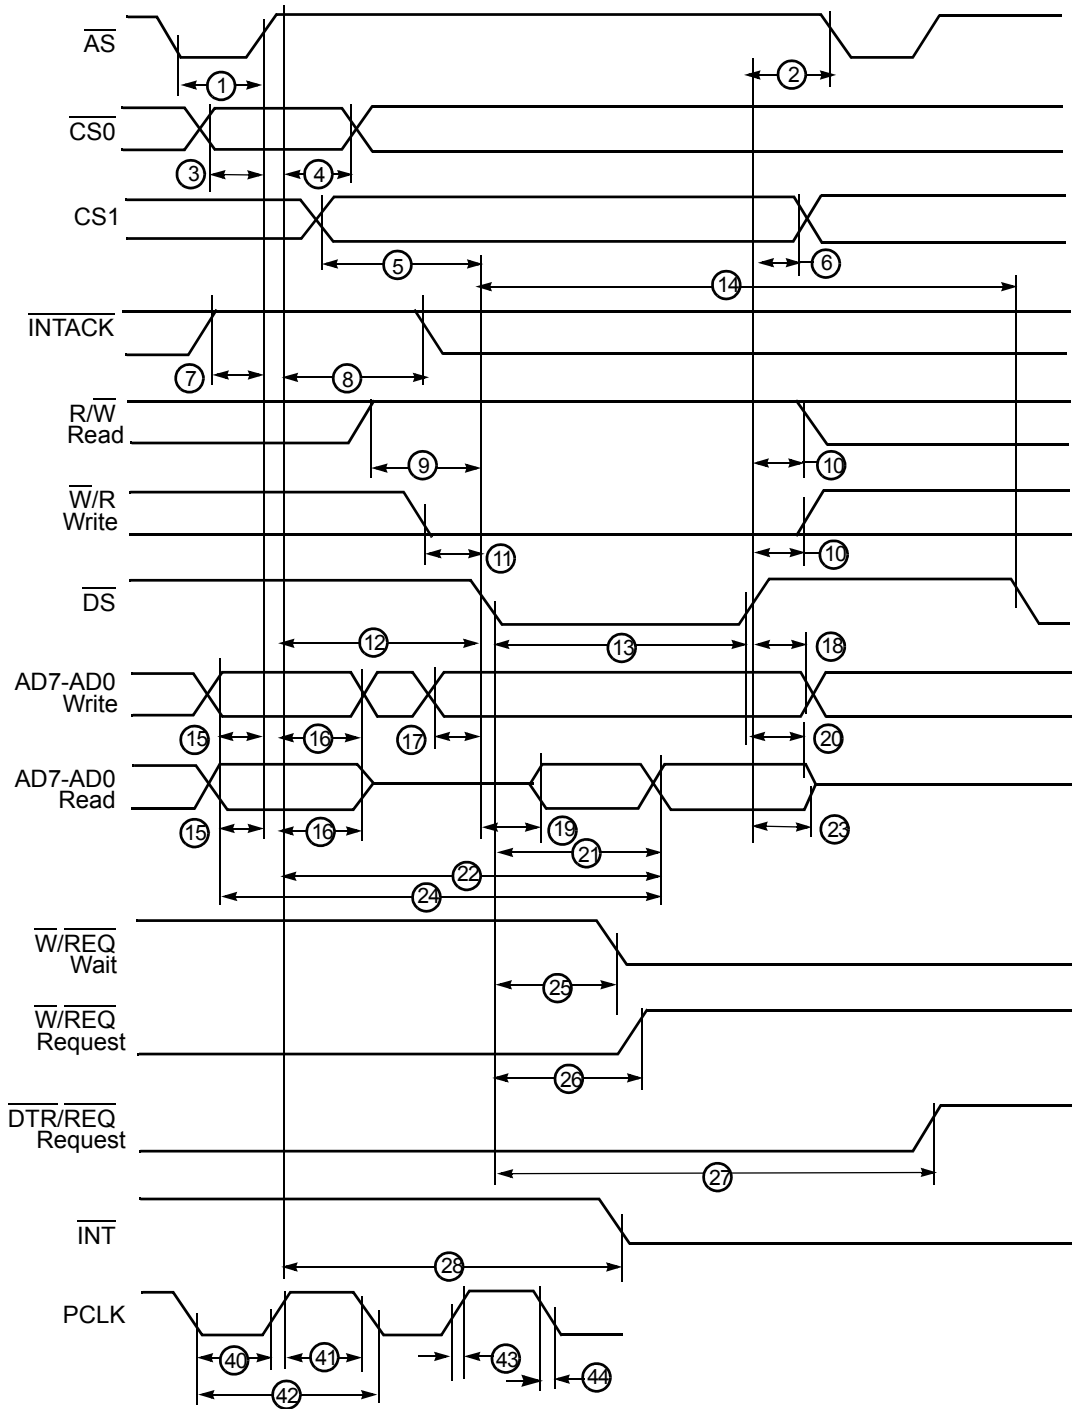 AS
1
2
CS0
3
4
CS1
5
6
14
INTACK
7
8
R/W
Read
9
10
W/R
Write
11
10
DS
12
13
18
AD7-AD0
Write
15
16
17
20
AD7-AD0
Read
15
16
19
23
21
22
24
W/REQ
Wait
25
W/REQ
Request
26
DTR/REQ
Request
27
INT
28
PCLK
40
41
43
42
44